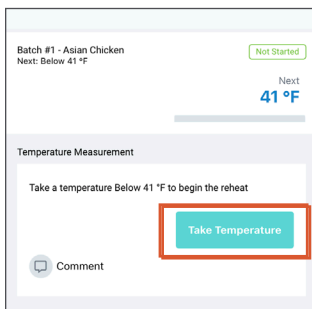 Batch #1 - Asian Chicken
Not Started
Next: Below 41 °F
Next
41 °F
Temperature Measurement
Take a temperature Below 41 °F to begin the reheat
Take Temperature
Comment